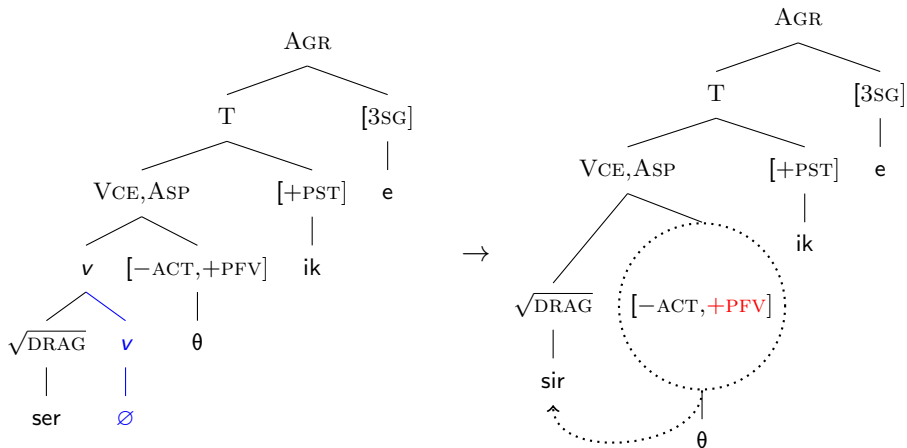 AGR
T [3SG]
VCE,ASP [+PST] e
v [−ACT,+PFV] ik
√DRAG v θ
ser ∅
→
AGR
T [3SG]
VCE,ASP [+PST] e
ik
√DRAG [−ACT,+PFV]
sir
θ